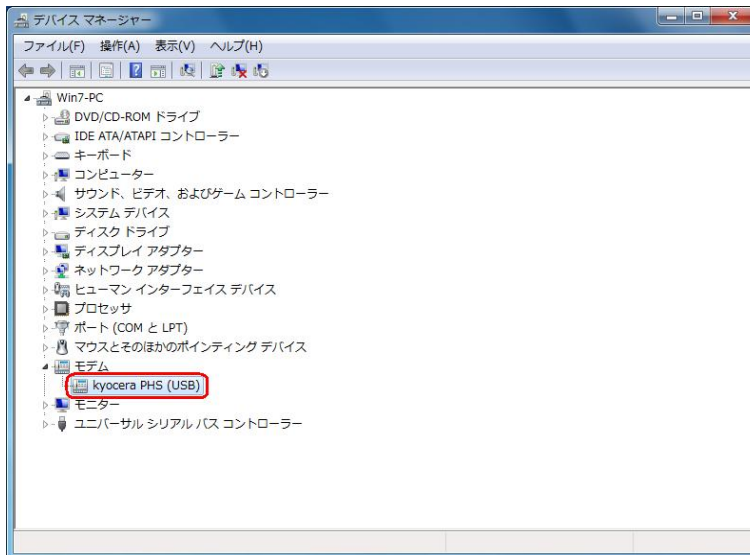 デバイス マネージャー
ファイル(F) 操作(A) 表示(V) ヘルプ(H)
Win7-PC
DVD/CD-ROM ドライブ
IDE ATA/ATAPI コントローラー
キーボード
コンピューター
サウンド、ビデオ、およびゲーム コントローラー
システム デバイス
ディスク ドライブ
ディスプレイ アダプター
ネットワーク アダプター
ヒューマン インターフェイス デバイス
プロセッサ
ポート (COM と LPT)
マウスとそのほかのポインティング デバイス
モデム
kyocera PHS (USB)
モニター
ユニバーサル シリアル バス コントローラー